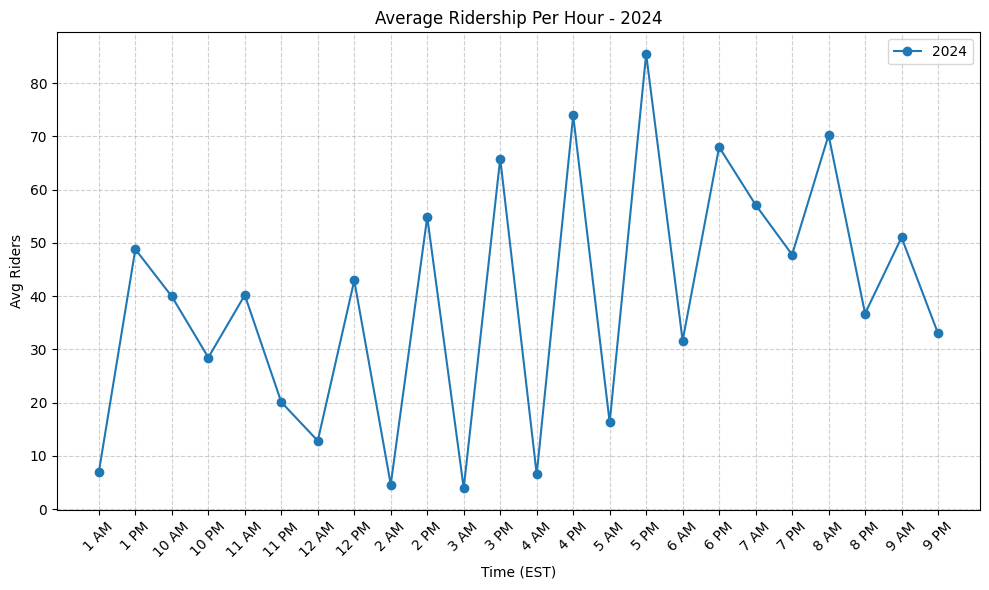 Average Ridership Per Hour - 2024
2024
Avg Riders
80
70
60
50
40
30
20
10
0
1 AM
1 PM
10 AM
10 PM
11 AM
11 PM
12 AM
12 PM
2 AM
2 PM
3 AM
3 PM
4 AM
4 PM
5 AM
5 PM
6 AM
6 PM
7 AM
7 PM
8 AM
8 PM
9 AM
9 PM
Time (EST)